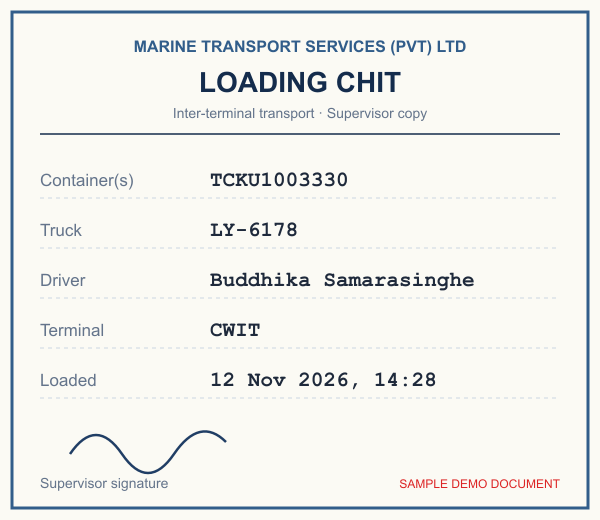 MARINE TRANSPORT SERVICES (PVT) LTD
LOADING CHIT
Inter-terminal transport · Supervisor copy
Container(s) TCKU1003330
Truck LY-6178
Driver Buddhika Samarasinghe
Terminal CWIT
Loaded 12 Nov 2026, 14:28
Supervisor signature SAMPLE DEMO DOCUMENT